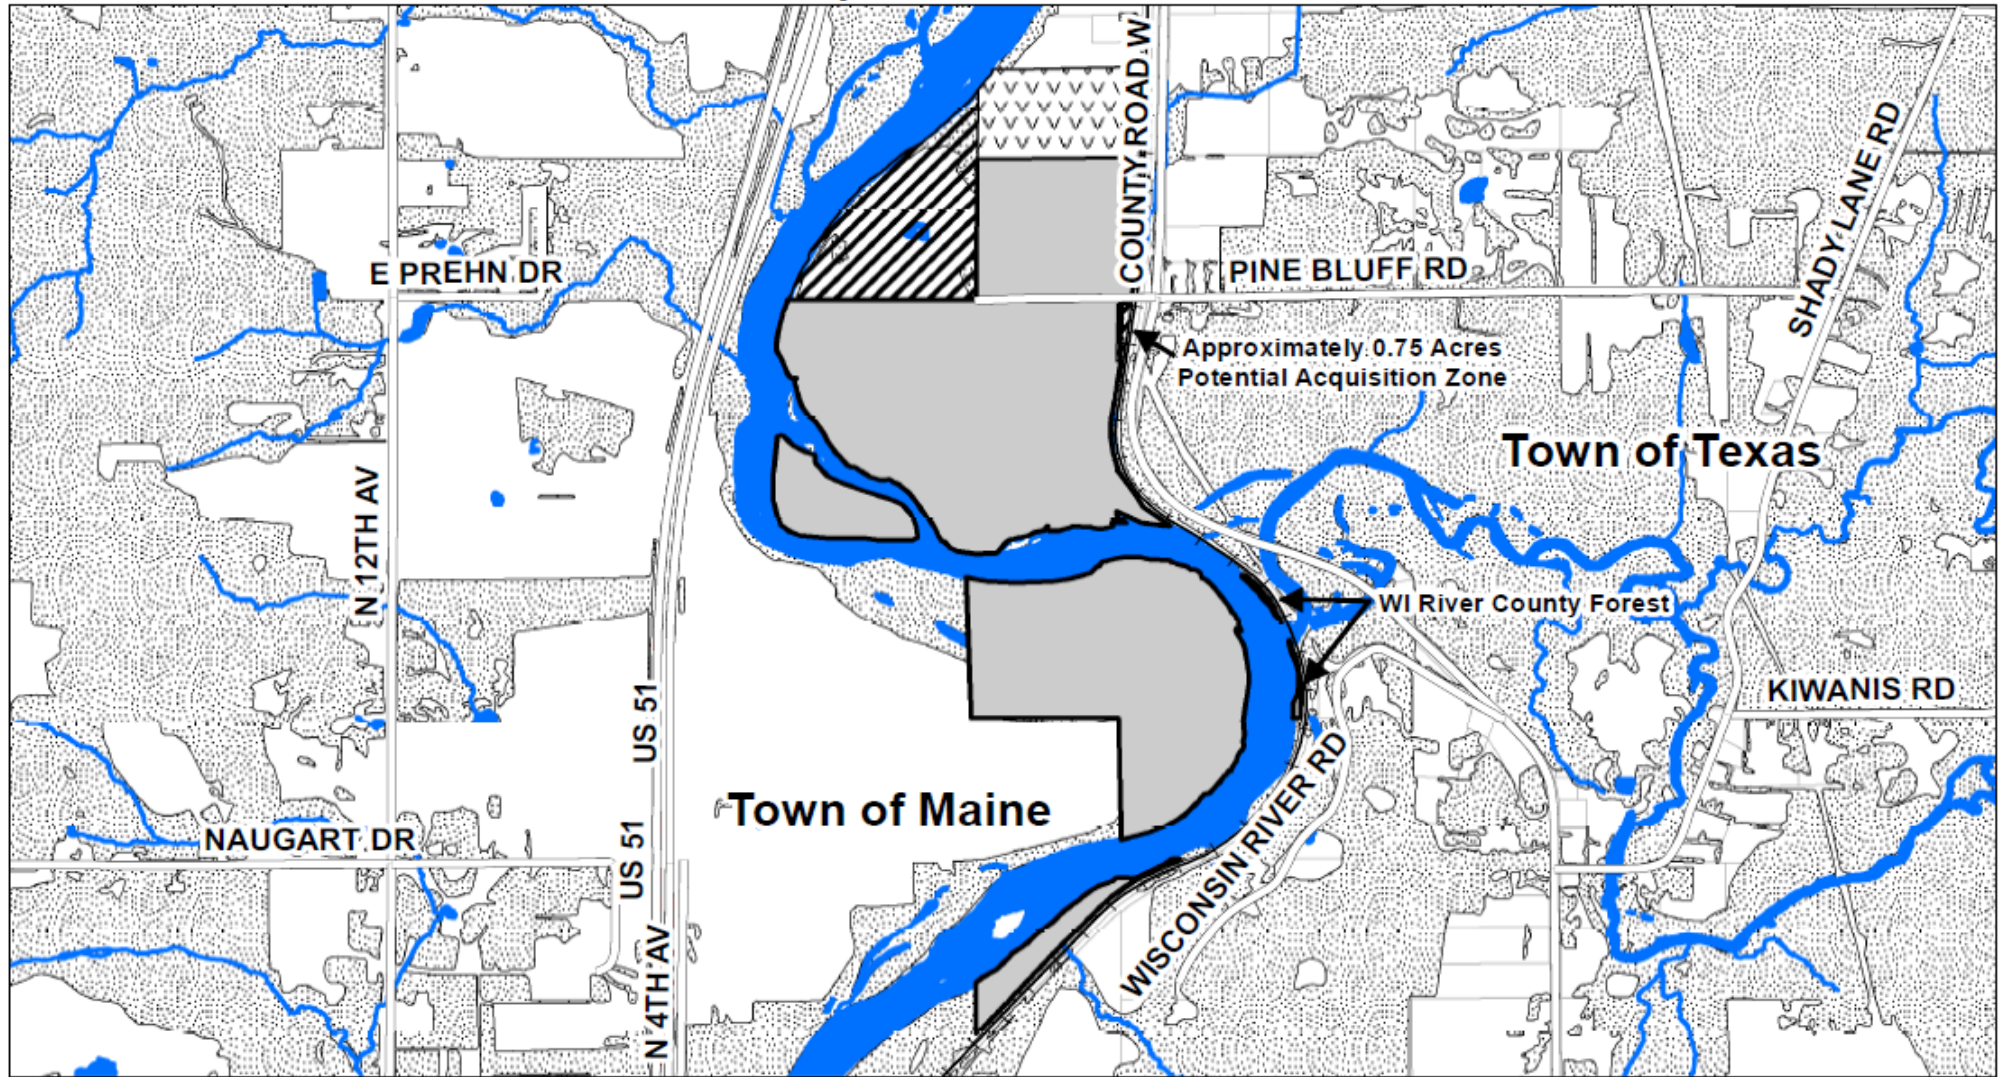 COUNTY ROAD W
SHADY LANE RD
E PREHN DR
PINE BLUFF RD
Approximately 0.75 Acres
Potential Acquisition Zone
Town of Texas
N 12TH AV
WI River County Forest
US 51
KIWANIS RD
Town of Maine
WISCONSIN RIVER RD
NAUGART DR
US 51
N 4TH AV